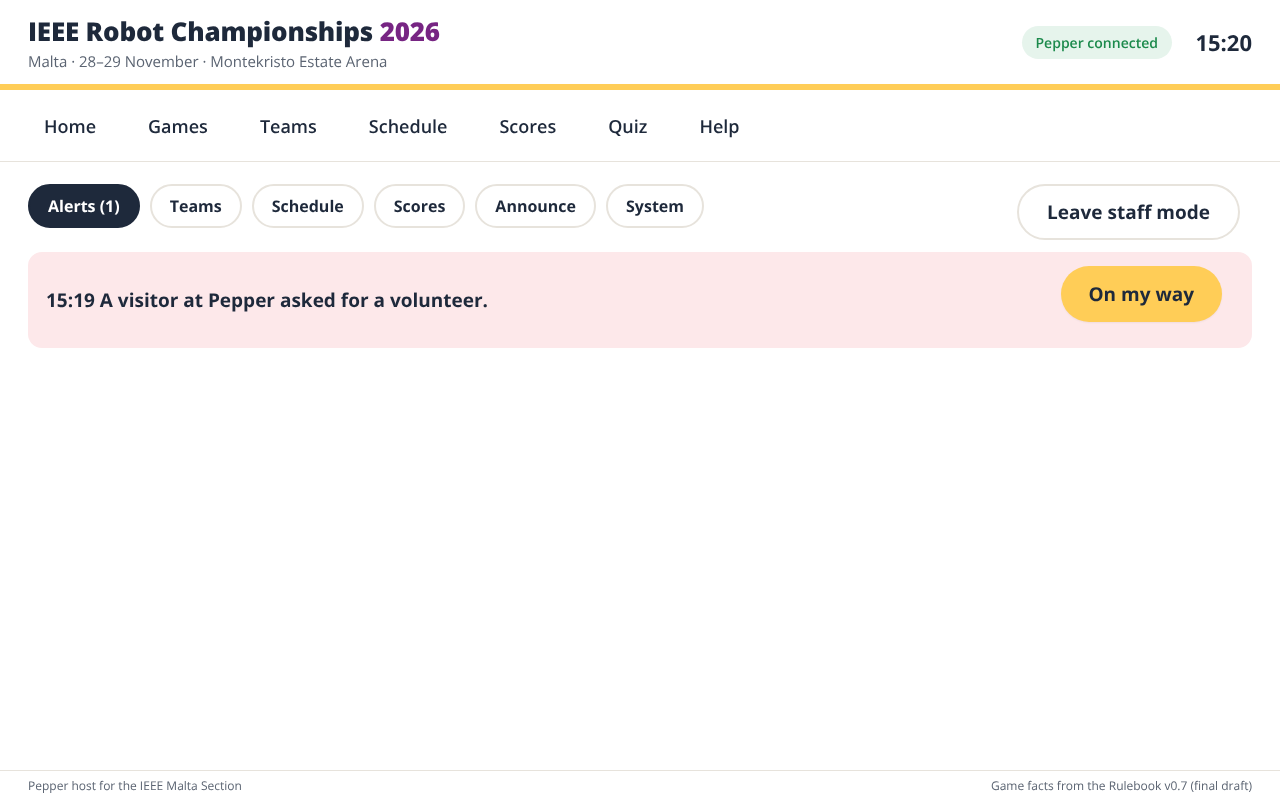 IEEE Robot Championships 2026
Malta · 28–29 November · Montekristo Estate Arena
Pepper connected
15:20
Home Games Teams Schedule Scores Quiz Help
Alerts (1) Teams Schedule Scores Announce System
Leave staff mode
15:19 A visitor at Pepper asked for a volunteer.
On my way
Pepper host for the IEEE Malta Section
Game facts from the Rulebook v0.7 (final draft)